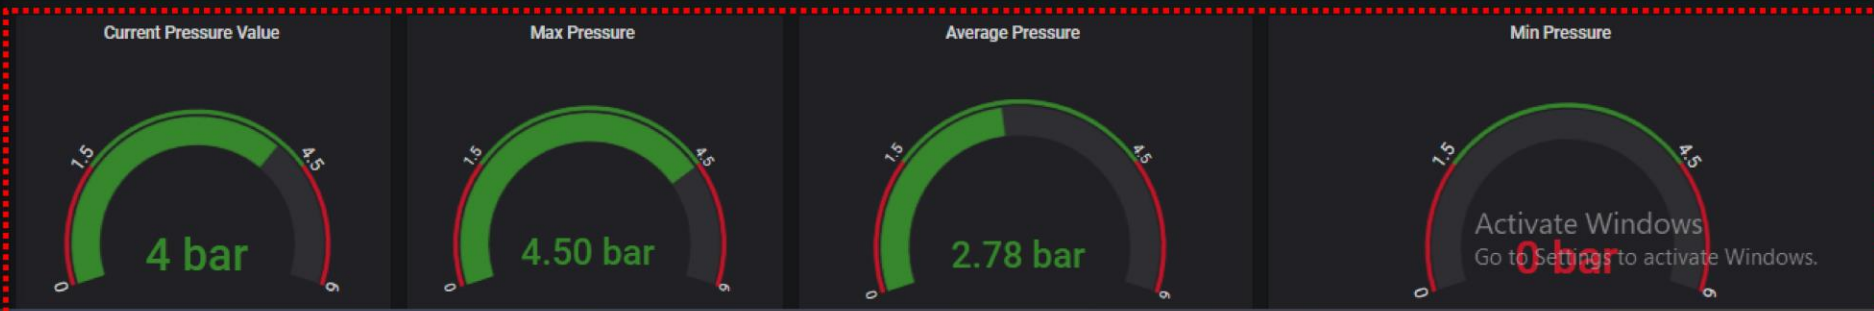 Current Pressure Value
1.5
4.5
0
6
4 bar
Max Pressure
1.5
4.5
0
6
4.50 bar
Average Pressure
1.5
4.5
0
6
2.78 bar
Min Pressure
1.5
4.5
0
6
0 bar
Activate Windows
Go to Settings to activate Windows.